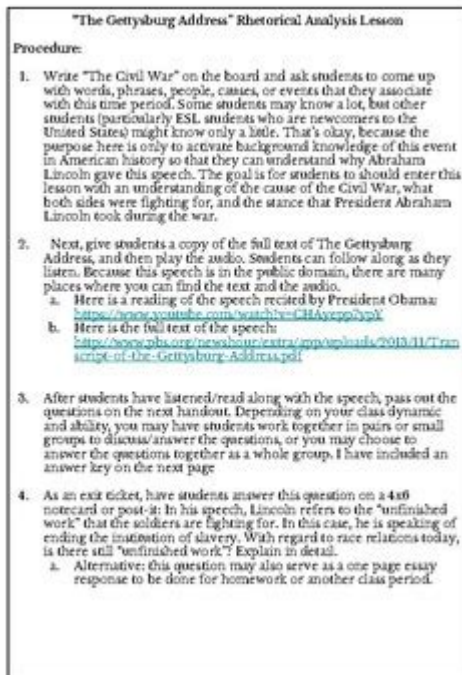 "The Gettysburg Address" Rhetorical Analysis Lesson
Procedure:
1. Write "The Civil War" on the board and ask students to come up
with words, phrases, people, causes, or events that they associate
with this time period. Some students may know a lot, but other
students (particularly ESL students who are newcomers to the
United States) might know only a little. That's okay, because the
purpose here is only to activate background knowledge of this event
in American history so that they can understand why Abraham
Lincoln gave this speech. The goal is for students to should enter this
lesson with an understanding of the cause of the Civil War, what
both sides were fighting for, and the stance that President Abraham
Lincoln took during the war.
2. Next, give students a copy of the full text of The Gettysburg
Address, and then play the audio. Students can follow along as they
listen. Because this speech is in the public domain, there are many
places where you can find the text and the audio.
a. Here is a reading of the speech recited by President Obama:
b. Here is the full text of the speech:
http://www.pbs.org/newshour/extra/app/uploads/2013/11/Tran
script-of-the-Gettysburg-Address.pdf
3. After students have listened/read along with the speech, pass out the
questions on the next handout. Depending on your class dynamic
and ability, you may have students work together in pairs or small
groups to discuss/answer the questions, or you may choose to
answer the questions together as a whole group. I have included an
answer key on the next page
4. As an exit ticket, have students answer this question on a 4x6
notecard or post-it: In his speech, Lincoln refers to the "unfinished
work" that the soldiers are fighting for. In this case, he is speaking of
ending the institution of slavery. With regard to race relations today,
is there still "unfinished work"? Explain in detail.
a. Alternative: this question may also serve as a one page essay
response to be done for homework or another class period.